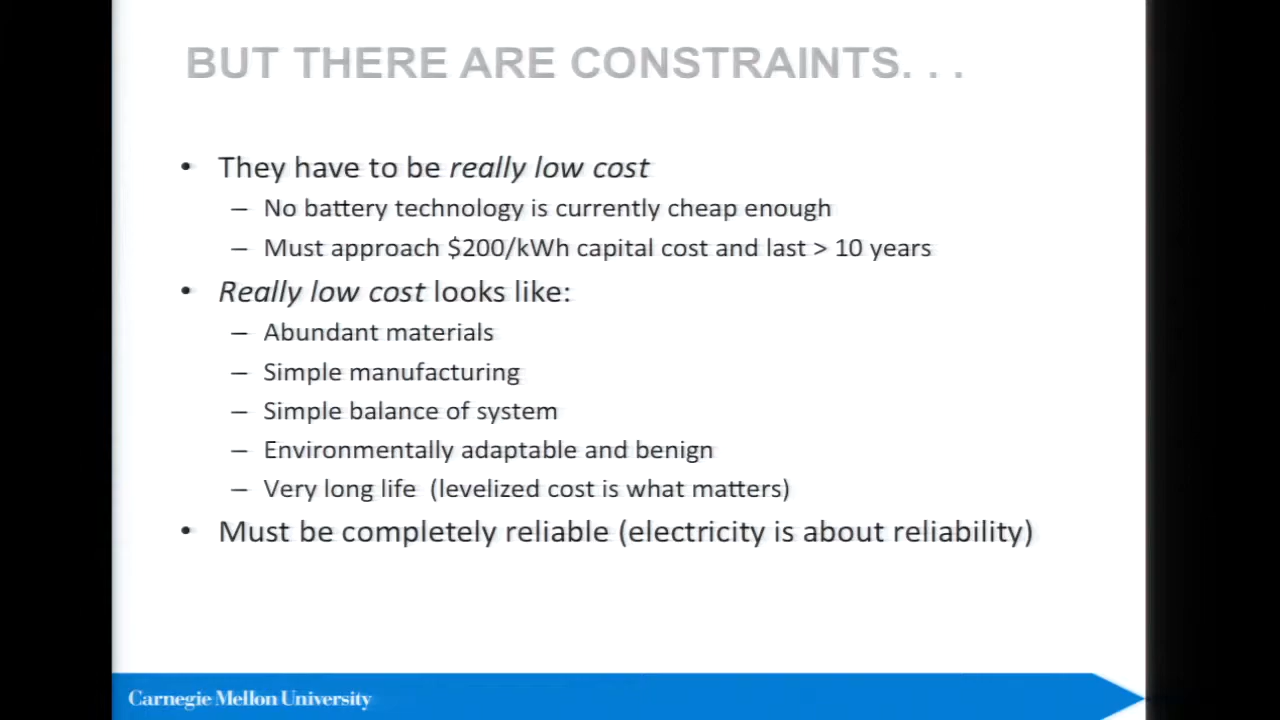 BUT THERE ARE CONSTRAINTS. . .
• They have to be really low cost
– No battery technology is currently cheap enough
– Must approach $200/kWh capital cost and last > 10 years
• Really low cost looks like:
– Abundant materials
– Simple manufacturing
– Simple balance of system
– Environmentally adaptable and benign
– Very long life (levelized cost is what matters)
• Must be completely reliable (electricity is about reliability)
Carnegie Mellon University